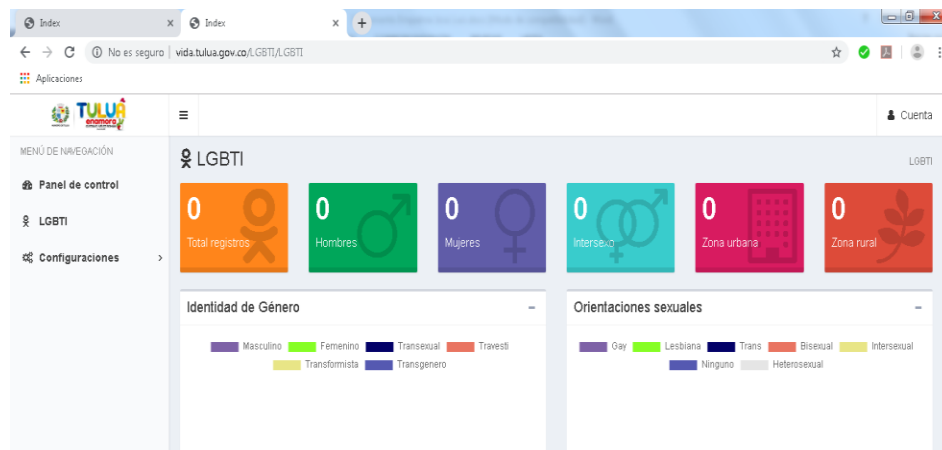 Index
Index
No es seguro | vida.tulua.gov.co/LGBTI/LGBTI
Aplicaciones
TULUÁ
enamora
Cuenta
MENÚ DE NAVEGACIÓN
Panel de control
LGBTI
Configuraciones
LGBTI
LGBTI
0
Total registros
0
Hombres
0
Mujeres
0
Intersexo
0
Zona urbana
0
Zona rural
Identidad de Género
Masculino Femenino Transexual Travesti
Transformista Transgenero
Orientaciones sexuales
Gay Lesbiana Trans Bisexual Intersexual
Ninguno Heterosexual